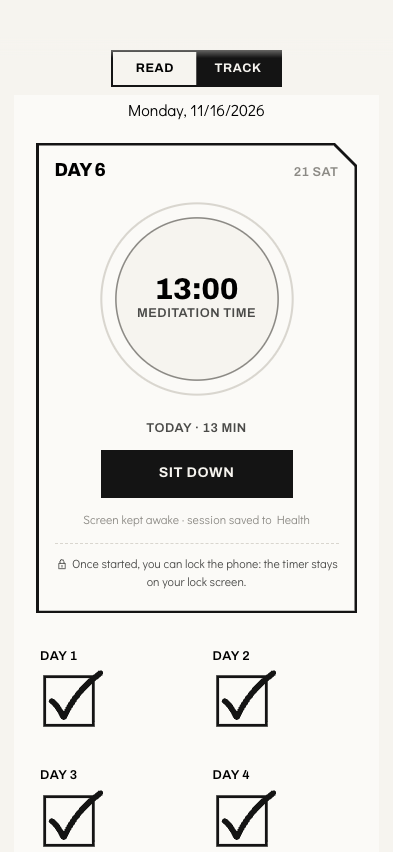 READ
TRACK
Monday, 11/16/2026
DAY 6
21 SAT
13:00
MEDITATION TIME
TODAY · 13 MIN
SIT DOWN
Screen kept awake · session saved to Health
Once started, you can lock the phone: the timer stays
on your lock screen.
DAY 1
DAY 2
DAY 3
DAY 4